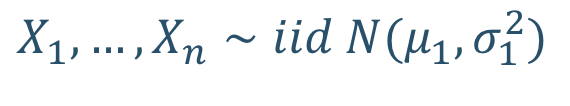 X₁, … , Xₙ ~ iid N(μ₁, σ₁²)